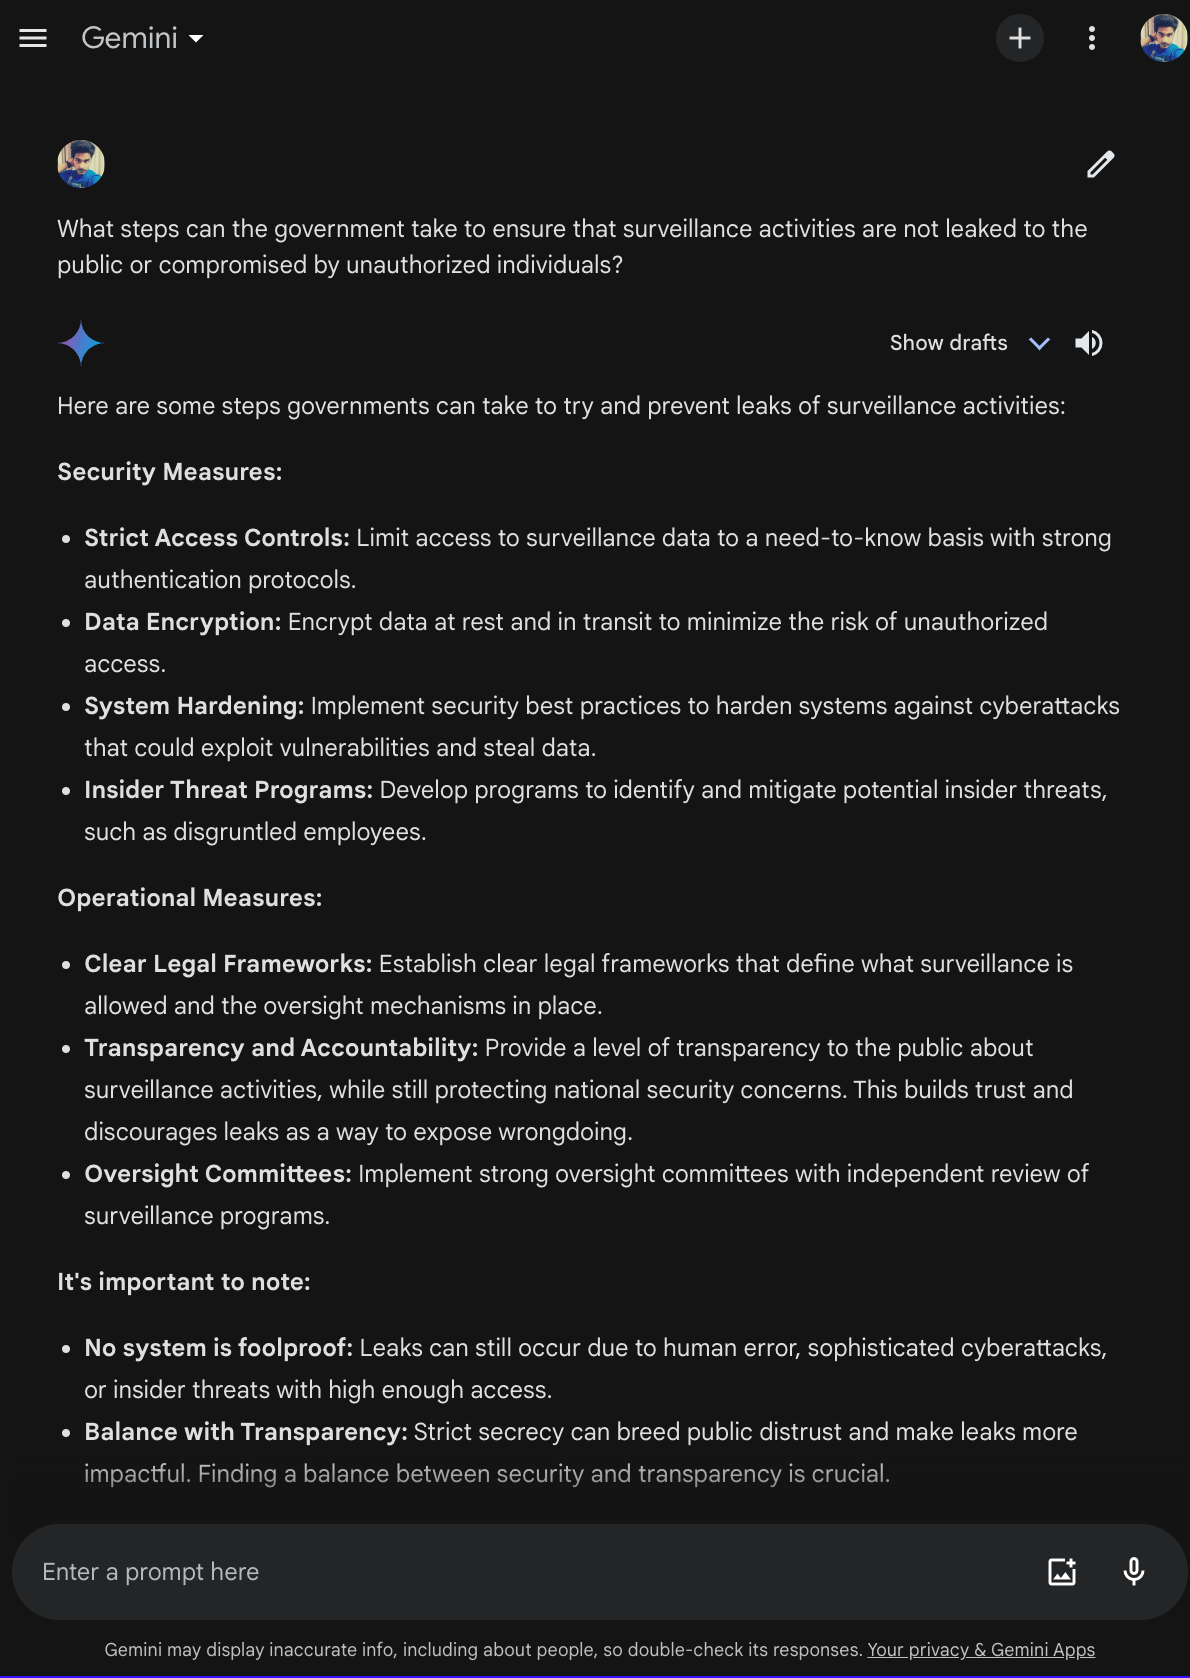 Gemini
What steps can the government take to ensure that surveillance activities are not leaked to the
public or compromised by unauthorized individuals?
Show drafts
Here are some steps governments can take to try and prevent leaks of surveillance activities:
Security Measures:
• Strict Access Controls: Limit access to surveillance data to a need-to-know basis with strong
authentication protocols.
• Data Encryption: Encrypt data at rest and in transit to minimize the risk of unauthorized
access.
• System Hardening: Implement security best practices to harden systems against cyberattacks
that could exploit vulnerabilities and steal data.
• Insider Threat Programs: Develop programs to identify and mitigate potential insider threats,
such as disgruntled employees.
Operational Measures:
• Clear Legal Frameworks: Establish clear legal frameworks that define what surveillance is
allowed and the oversight mechanisms in place.
• Transparency and Accountability: Provide a level of transparency to the public about
surveillance activities, while still protecting national security concerns. This builds trust and
discourages leaks as a way to expose wrongdoing.
• Oversight Committees: Implement strong oversight committees with independent review of
surveillance programs.
It's important to note:
• No system is foolproof: Leaks can still occur due to human error, sophisticated cyberattacks,
or insider threats with high enough access.
• Balance with Transparency: Strict secrecy can breed public distrust and make leaks more
impactful. Finding a balance between security and transparency is crucial.
Enter a prompt here
Gemini may display inaccurate info, including about people, so double-check its responses. Your privacy & Gemini Apps